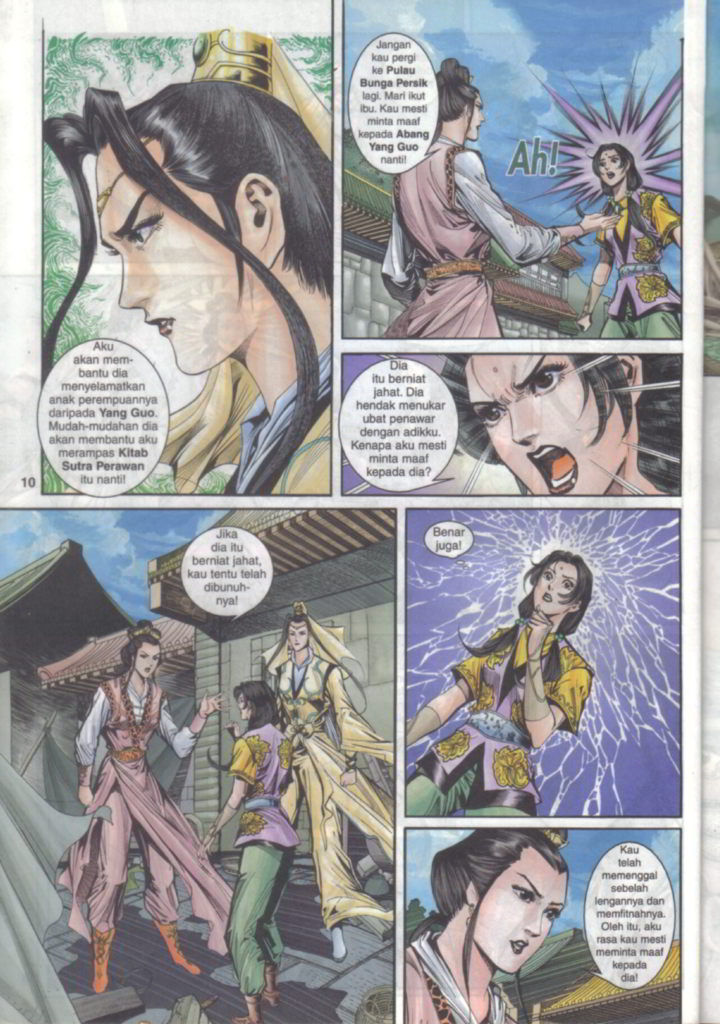 Aku
akan mem-
bantu dia
menyelamatkan
anak perempuannya
daripada Yang Guo.
Mudah-mudahan dia
akan membantu aku
merampas Kitab
Sutra Perawan
itu nanti!
10
Jangan
kau pergi
ke Pulau
Bunga Persik
lagi. Mari ikut
ibu. Kau mesti
minta maaf
kepada Abang
Yang Guo
nanti!
Ah!
Dia
itu berniat
jahat. Dia
hendak menukar
ubat penawar
dengan adikku.
Kenapa aku mesti
minta maaf
kepada dia?
Jika
dia itu
berniat jahat,
kau tentu telah
dibunuh-
nya!
Benar
juga!
Kau
telah
memenggal
sebelah
lengannya dan
memfitnahnya.
Oleh itu, aku
rasa kau mesti
meminta maaf
kepada
dia!